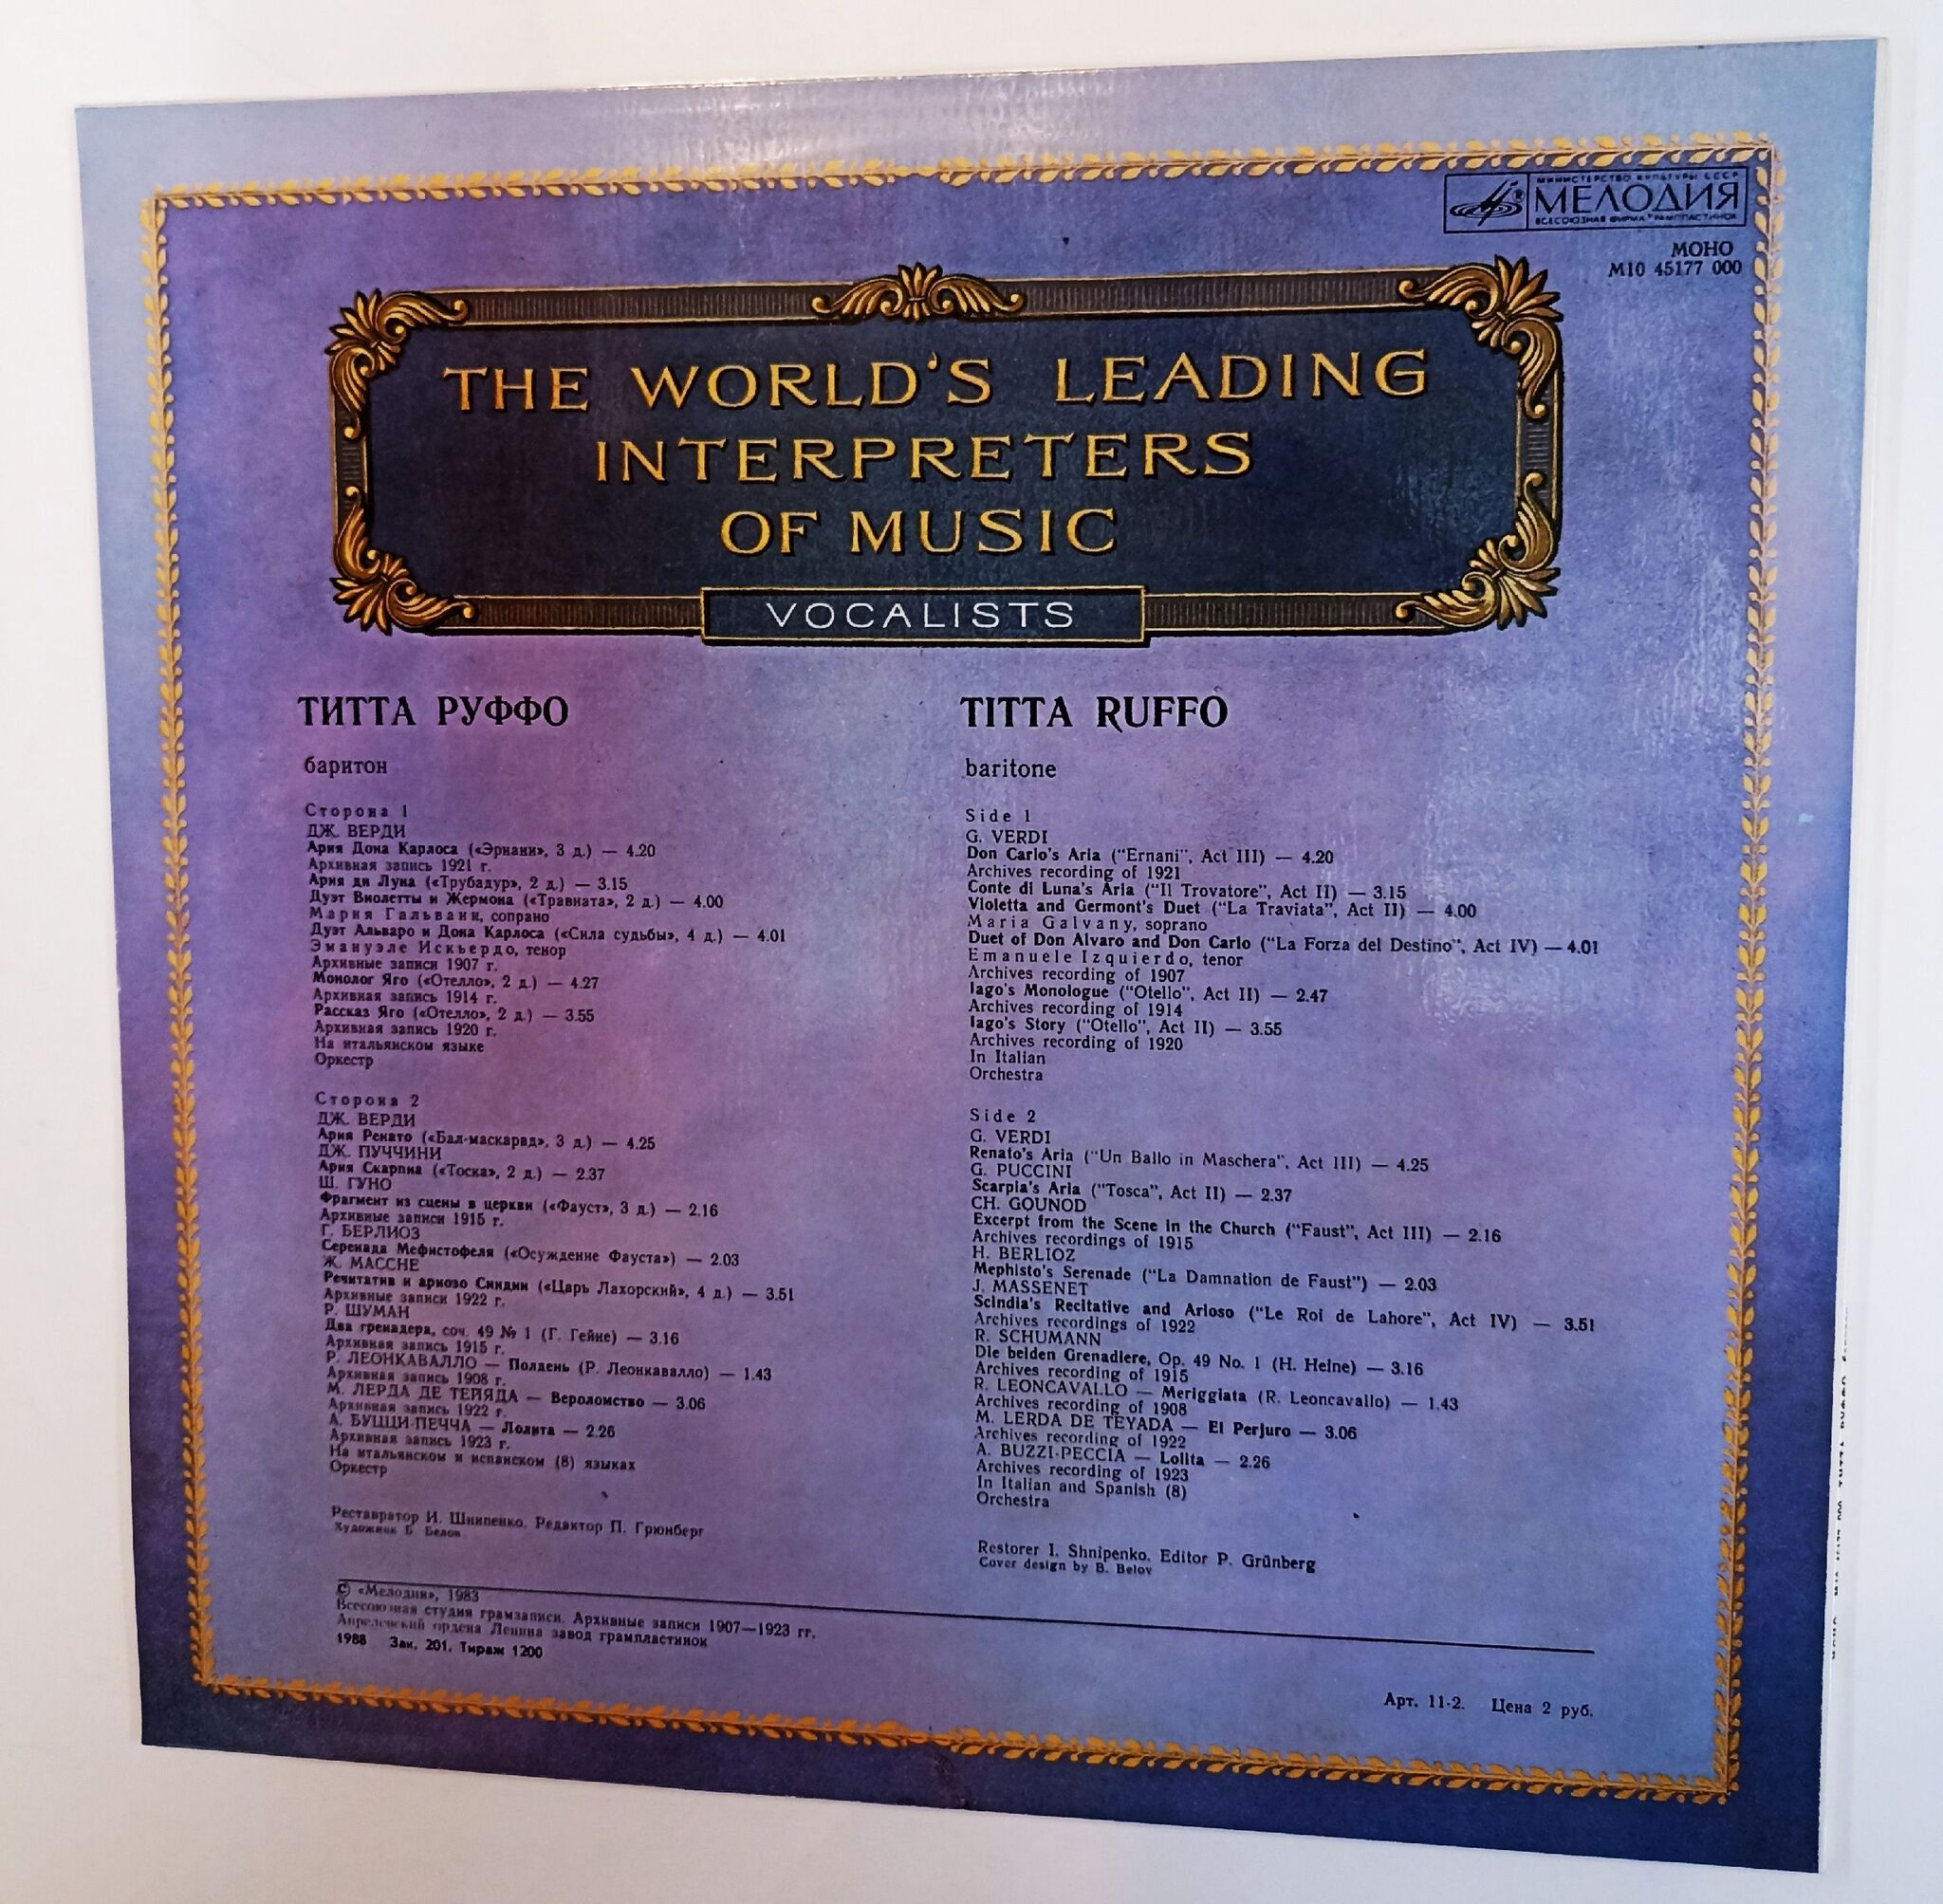 МИНИСТЕРСТВО КУЛЬТУРЫ СССР
МЕЛОДИЯ
ВСЕСОЮЗНАЯ ФИРМА ГРАМПЛАСТИНОК
МОНО
М10 45177 000
THE WORLD'S LEADING
INTERPRETERS
OF MUSIC
VOCALISTS
ТИТТА РУФФО
баритон
Сторона 1
ДЖ. ВЕРДИ
Ария Дона Карлоса («Эрнани», 3 д.) — 4.20
Архивная запись 1921 г.
Ария ди Луна («Трубадур», 2 д.) — 3.15
Дуэт Виолетты и Жермона («Травиата», 2 д.) — 4.00
Мария Гальвани, сопрано
Дуэт Альваро и Дона Карлоса («Сила судьбы», 4 д.) — 4.01
Эмануэле Искьердо, тенор
Архивные записи 1907 г.
Монолог Яго («Отелло», 2 д.) — 4.27
Архивная запись 1914 г.
Рассказ Яго («Отелло», 2 д.) — 3.55
Архивная запись 1920 г.
На итальянском языке
Оркестр
Сторона 2
ДЖ. ВЕРДИ
Ария Ренато («Бал-маскарад», 3 д.) — 4.25
ДЖ. ПУЧЧИНИ
Ария Скарпиа («Тоска», 2 д.) — 2.37
Ш. ГУНО
Фрагмент из сцены в церкви («Фауст», 3 д.) — 2.16
Архивные записи 1915 г.
Г. БЕРЛИОЗ
Серенада Мефистофеля («Осуждение Фауста») — 2.03
Ж. МАССНЕ
Речитатив и ариозо Синдии («Царь Лахорский», 4 д.) — 3.51
Архивные записи 1922 г.
Р. ШУМАН
Два гренадера, соч. 49 № 1 (Г. Гейне) — 3.16
Архивная запись 1915 г.
Р. ЛЕОНКАВАЛЛО — Полдень (Р. Леонкавалло) — 1.43
Архивная запись 1908 г.
М. ЛЕРДА ДЕ ТЕЙЯДА — Вероломство — 3.06
Архивная запись 1922 г.
А. БУЦЦИ-ПЕЧЧА — Лолита — 2.26
Архивная запись 1923 г.
На итальянском и испанском (8) языках
Оркестр
Реставратор И. Шнипенко. Редактор П. Грюнберг
Художник Б. Белов
TITTA RUFFO
baritone
Side 1
G. VERDI
Don Carlo's Aria ("Ernani", Act III) — 4.20
Archives recording of 1921
Conte di Luna's Aria ("Il Trovatore", Act II) — 3.15
Violetta and Germont's Duet ("La Traviata", Act II) — 4.00
Maria Galvany, soprano
Duet of Don Alvaro and Don Carlo ("La Forza del Destino", Act IV) — 4.01
Emanuele Izquierdo, tenor
Archives recording of 1907
Iago's Monologue ("Otello", Act II) — 2.47
Archives recording of 1914
Iago's Story ("Otello", Act II) — 3.55
Archives recording of 1920
In Italian
Orchestra
Side 2
G. VERDI
Renato's Aria ("Un Ballo in Maschera", Act III) — 4.25
G. PUCCINI
Scarpia's Aria ("Tosca", Act II) — 2.37
CH. GOUNOD
Excerpt from the Scene in the Church ("Faust", Act III) — 2.16
Archives recordings of 1915
H. BERLIOZ
Mephisto's Serenade ("La Damnation de Faust") — 2.03
J. MASSENET
Scindia's Recitative and Arioso ("Le Roi de Lahore", Act IV) — 3.51
Archives recordings of 1922
R. SCHUMANN
Die beiden Grenadiere, Op. 49 No. 1 (H. Heine) — 3.16
Archives recording of 1915
R. LEONCAVALLO — Meriggiata (R. Leoncavallo) — 1.43
Archives recording of 1908
M. LERDA DE TEYADA — El Perjuro — 3.06
Archives recording of 1922
A. BUZZI-PECCIA — Lolita — 2.26
Archives recording of 1923
In Italian and Spanish (8)
Orchestra
Restorer I. Shnipenko. Editor P. Grünberg
Cover design by B. Belov
© «Мелодия», 1983
Всесоюзная студия грамзаписи. Архивные записи 1907—1923 гг.
Апрелевский ордена Ленина завод грампластинок
1988 Зак. 201. Тираж 1200
Арт. 11-2. Цена 2 руб.